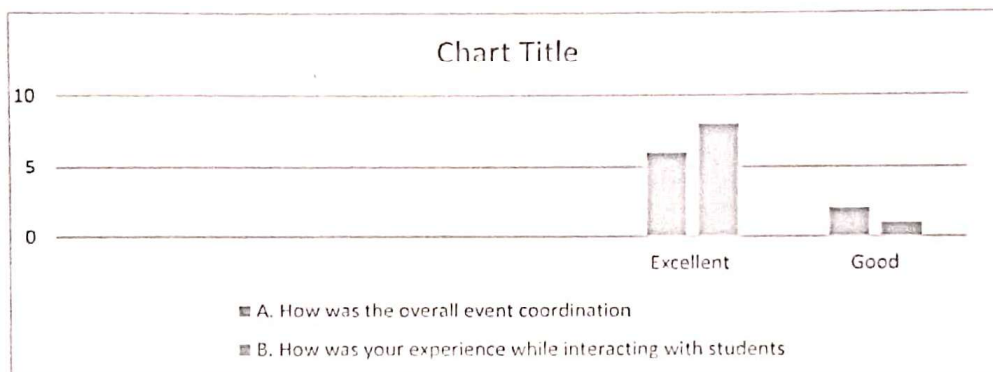 Chart Title
10
5
0
Excellent Good
A. How was the overall event coordination
B. How was your experience while interacting with students